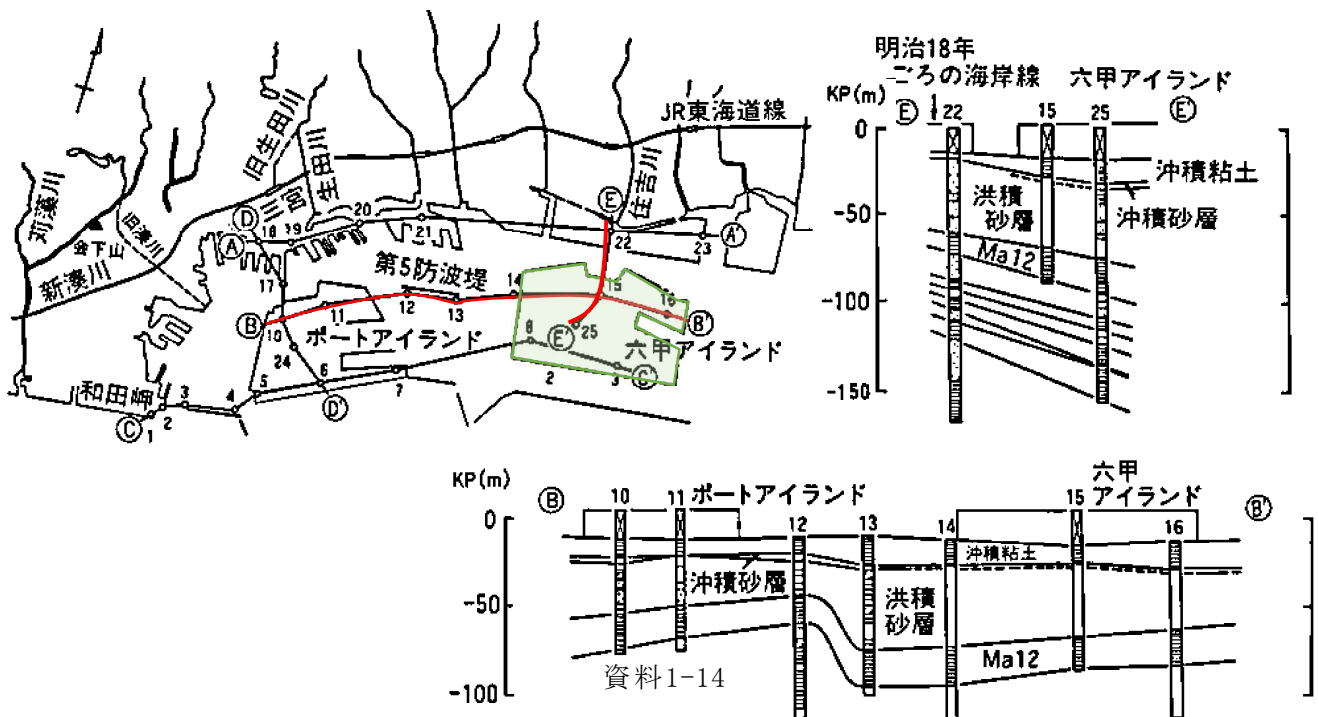 明治18年
ごろの海岸線
六甲アイランド
KP(m)
E
22
15
25
E'
0
-50
-100
-150
沖積粘土
沖積砂層
洪積
砂層
Ma12
JR東海道線
苅藻川
新湊川
会下山
旧湊川
旧生田川
生田川
三宮
住吉川
D
A
18
19
20
21
E
22
23
A'
17
第5防波堤
14
15
16
B
10
11
12
13
B'
24
ポートアイランド
8
E'
25
六甲アイランド
和田岬
5
6
7
2
3
C'
D'
C
1
2
3
4
KP(m)
B
10
11
ポートアイランド
12
13
14
六甲
アイランド
15
16
B'
0
-50
-100
沖積粘土
沖積砂層
洪積
砂層
Ma12
資料1-14